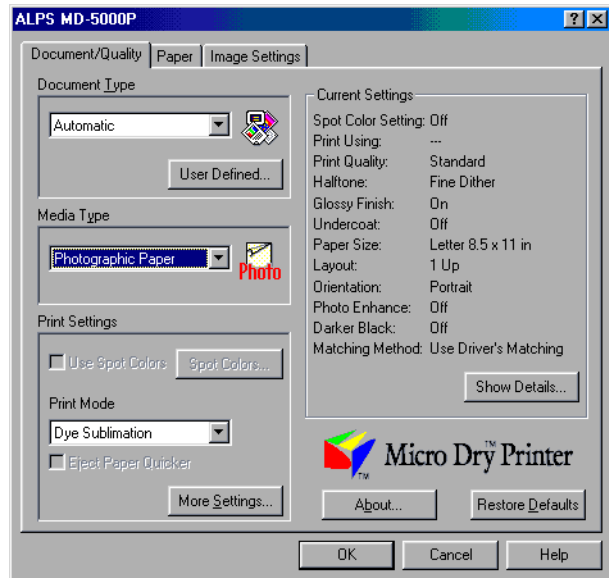 ALPS MD-5000P
Document/Quality Paper Image Settings
Document Type
Automatic
User Defined...
Media Type
Photographic Paper
Photo
Print Settings
Use Spot Colors Spot Colors...
Print Mode
Dye Sublimation
Eject Paper Quicker
More Settings...
Current Settings
Spot Color Setting: Off
Print Using: ---
Print Quality: Standard
Halftone: Fine Dither
Glossy Finish: On
Undercoat: Off
Paper Size: Letter 8.5 x 11 in
Layout: 1 Up
Orientation: Portrait
Photo Enhance: Off
Darker Black: Off
Matching Method: Use Driver's Matching
Show Details...
TM Micro Dry™ Printer
About... Restore Defaults
OK Cancel Help